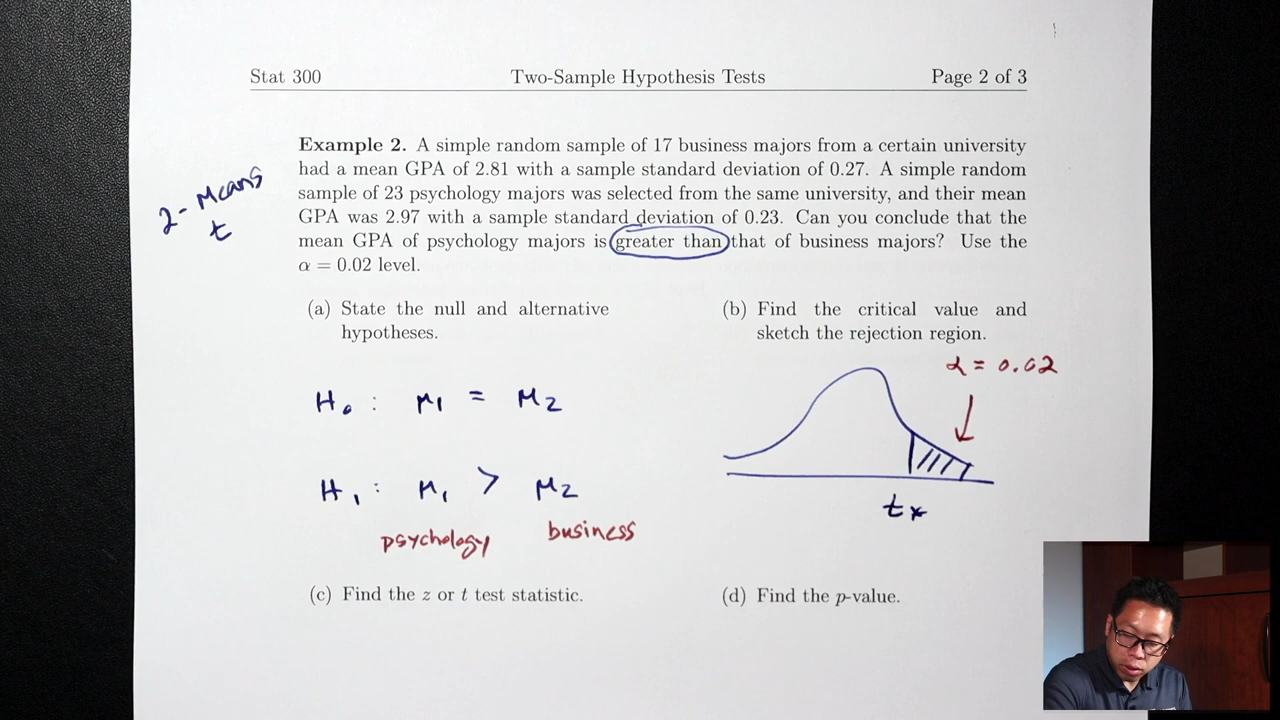 Stat 300 Two-Sample Hypothesis Tests Page 2 of 3
Example 2. A simple random sample of 17 business majors from a certain university
had a mean GPA of 2.81 with a sample standard deviation of 0.27. A simple random
sample of 23 psychology majors was selected from the same university, and their mean
GPA was 2.97 with a sample standard deviation of 0.23. Can you conclude that the
mean GPA of psychology majors is greater than that of business majors? Use the
α = 0.02 level.
2-Means
t
(a) State the null and alternative
hypotheses.
H₀ : μ₁ = μ₂
H₁ : μ₁ > μ₂
psychology business
(b) Find the critical value and
sketch the rejection region.
α = 0.02
t*
(c) Find the z or t test statistic.
(d) Find the p-value.